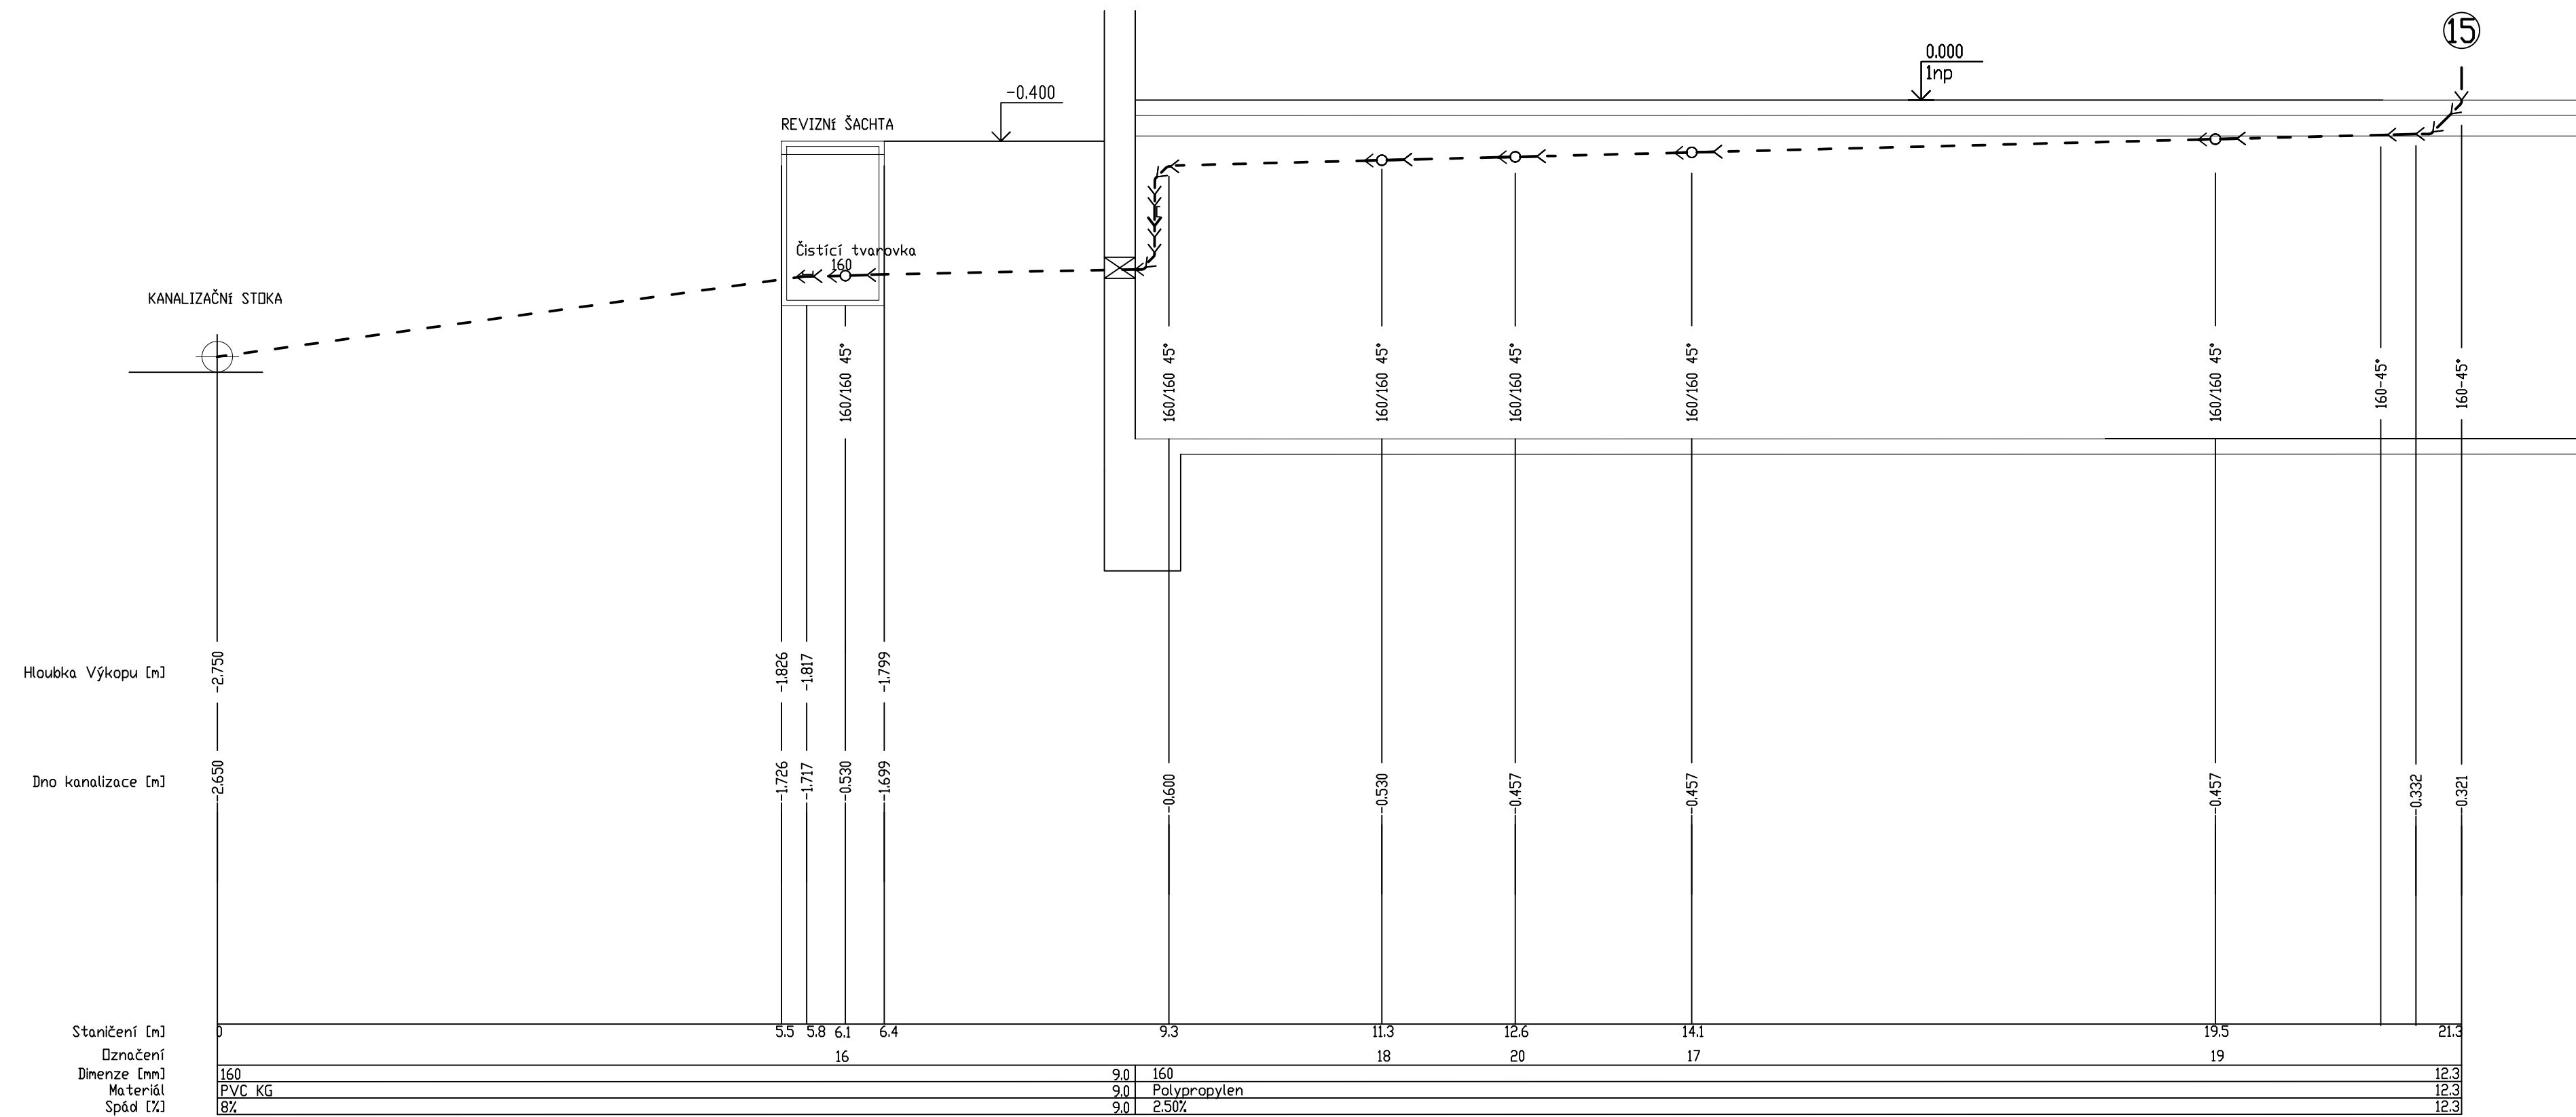 15
0.000
1np
-0.400
REVIZNÍ ŠACHTA
Čistící tvarovka
160
KANALIZAČNÍ STOKA
160/160 45°
160/160 45°
160/160 45°
160/160 45°
160/160 45°
160/160 45°
160-45°
160-45°
Hloubka Výkopu [m]
-2.750
-1.826
-1.817
-1.799
Dno kanalizace [m]
-2.650
-1.726
-1.717
-0.530
-1.699
-0.600
-0.530
-0.457
-0.457
-0.457
-0.332
-0.321
Staničení [m] 0 5.5 5.8 6.1 6.4 9.3 11.3 12.6 14.1 19.5 21.3
Označení 16 18 20 17 19
Dimenze [mm] 160 9.0 160 12.3
Materiál PVC KG 9.0 Polypropylen 12.3
Spád [%] 8% 9.0 2.50% 12.3